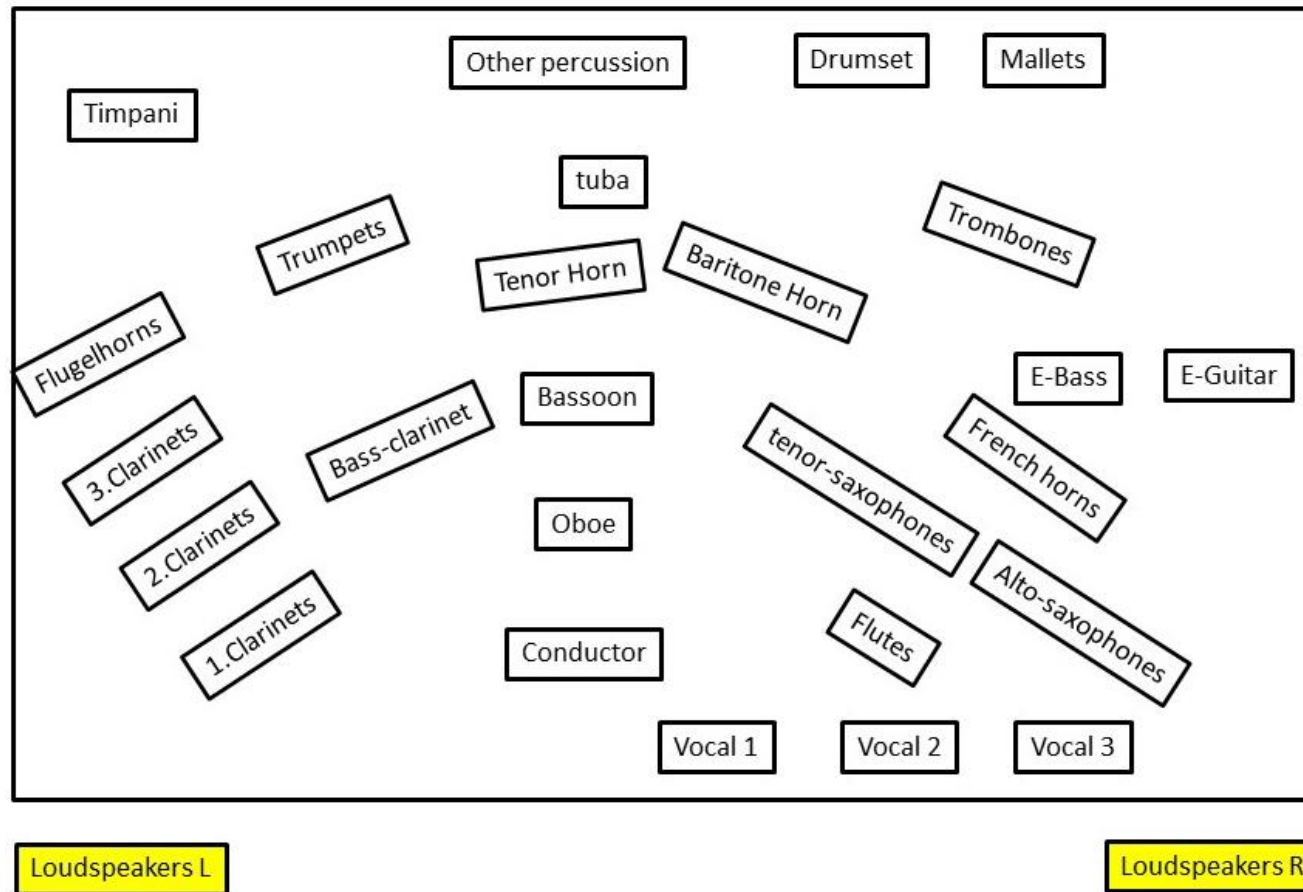 Other percussion
Drumset
Mallets
Timpani
tuba
Trumpets
Tenor Horn
Baritone Horn
Trombones
Flugelhorns
3.Clarinets
Bass-clarinet
Bassoon
E-Bass
E-Guitar
tenor-saxophones
French horns
2.Clarinets
Oboe
1.Clarinets
Conductor
Flutes
Alto-saxophones
Vocal 1
Vocal 2
Vocal 3
Loudspeakers L
Loudspeakers R